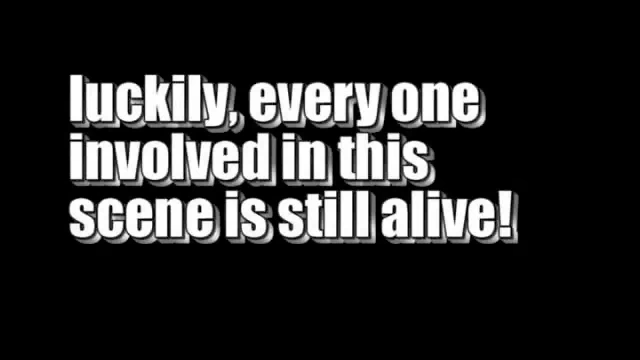 luckily, every one
involved in this
scene is still alive!